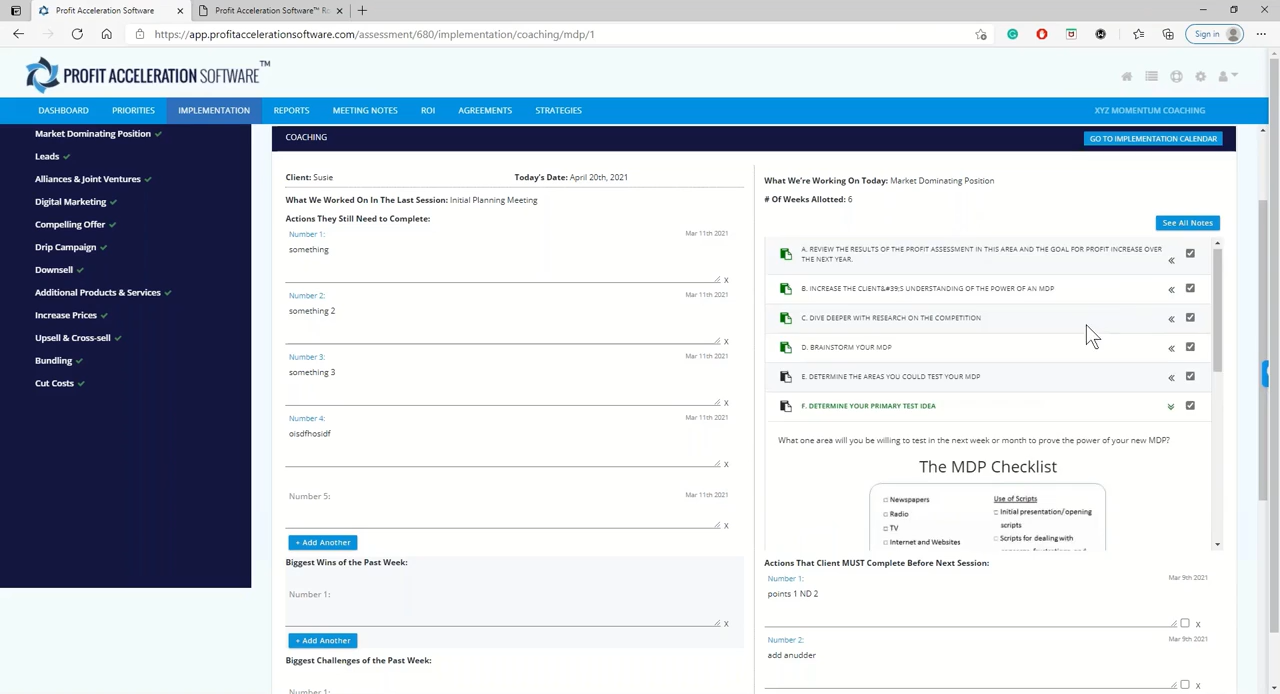 Profit Acceleration Software
Profit Acceleration Software™ Ro
https://app.profitaccelerationsoftware.com/assessment/680/implementation/coaching/mdp/1
Sign in
PROFIT ACCELERATION SOFTWARE™
DASHBOARD
PRIORITIES
IMPLEMENTATION
REPORTS
MEETING NOTES
ROI
AGREEMENTS
STRATEGIES
XYZ MOMENTUM COACHING
Market Dominating Position
Leads
Alliances & Joint Ventures
Digital Marketing
Compelling Offer
Drip Campaign
Downsell
Additional Products & Services
Increase Prices
Upsell & Cross-sell
Bundling
Cut Costs
COACHING
GO TO IMPLEMENTATION CALENDAR
Client: Susie
Today's Date: April 20th, 2021
What We Worked On In The Last Session: Initial Planning Meeting
Actions They Still Need to Complete:
Number 1:
Mar 11th 2021
something
x
Number 2:
Mar 11th 2021
something 2
x
Number 3:
Mar 11th 2021
something 3
x
Number 4:
Mar 11th 2021
oisdfhosidf
x
Number 5:
Mar 11th 2021
x
+ Add Another
Biggest Wins of the Past Week:
Number 1:
x
+ Add Another
Biggest Challenges of the Past Week:
Number 1:
What We're Working On Today: Market Dominating Position
# Of Weeks Allotted: 6
See All Notes
A. REVIEW THE RESULTS OF THE PROFIT ASSESSMENT IN THIS AREA AND THE GOAL FOR PROFIT INCREASE OVER
THE NEXT YEAR.
B. INCREASE THE CLIENT&#39;S UNDERSTANDING OF THE POWER OF AN MDP
C. DIVE DEEPER WITH RESEARCH ON THE COMPETITION
D. BRAINSTORM YOUR MDP
E. DETERMINE THE AREAS YOU COULD TEST YOUR MDP
F. DETERMINE YOUR PRIMARY TEST IDEA
What one area will you be willing to test in the next week or month to prove the power of your new MDP?
The MDP Checklist
Newspapers
Radio
TV
Internet and Websites
Use of Scripts
Initial presentation/opening
scripts
Scripts for dealing with
Actions That Client MUST Complete Before Next Session:
Number 1:
Mar 9th 2021
points 1 ND 2
x
Number 2:
Mar 9th 2021
add anudder
x